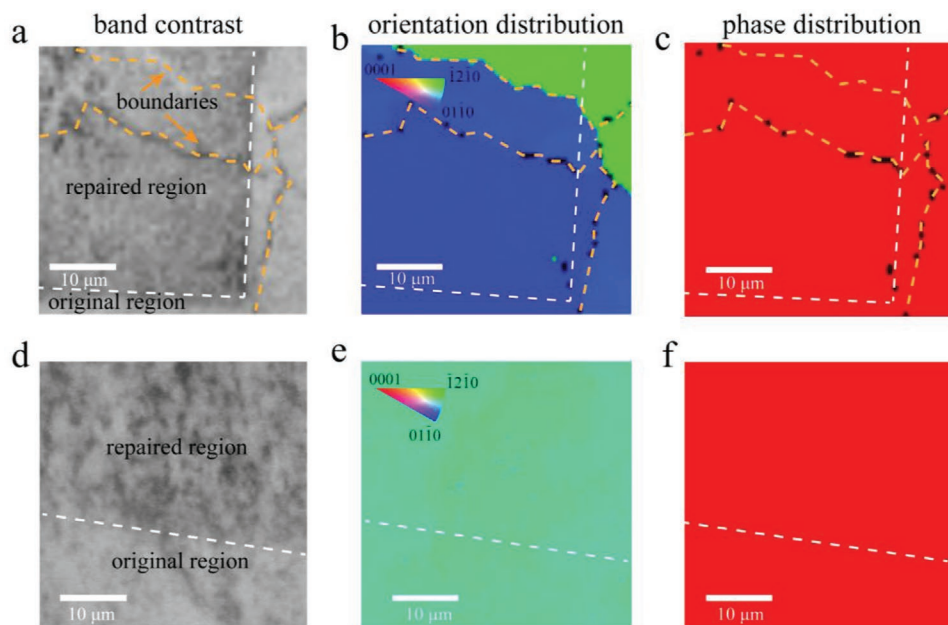 band contrast
orientation distribution
phase distribution
a
b
c
boundaries
repaired region
original region
10 μm
0001
1̄21̄0
011̄0
10 μm
10 μm
d
e
f
repaired region
original region
10 μm
0001
1̄21̄0
011̄0
10 μm
10 μm